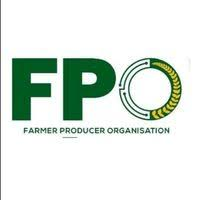 FPO
FARMER PRODUCER ORGANISATION